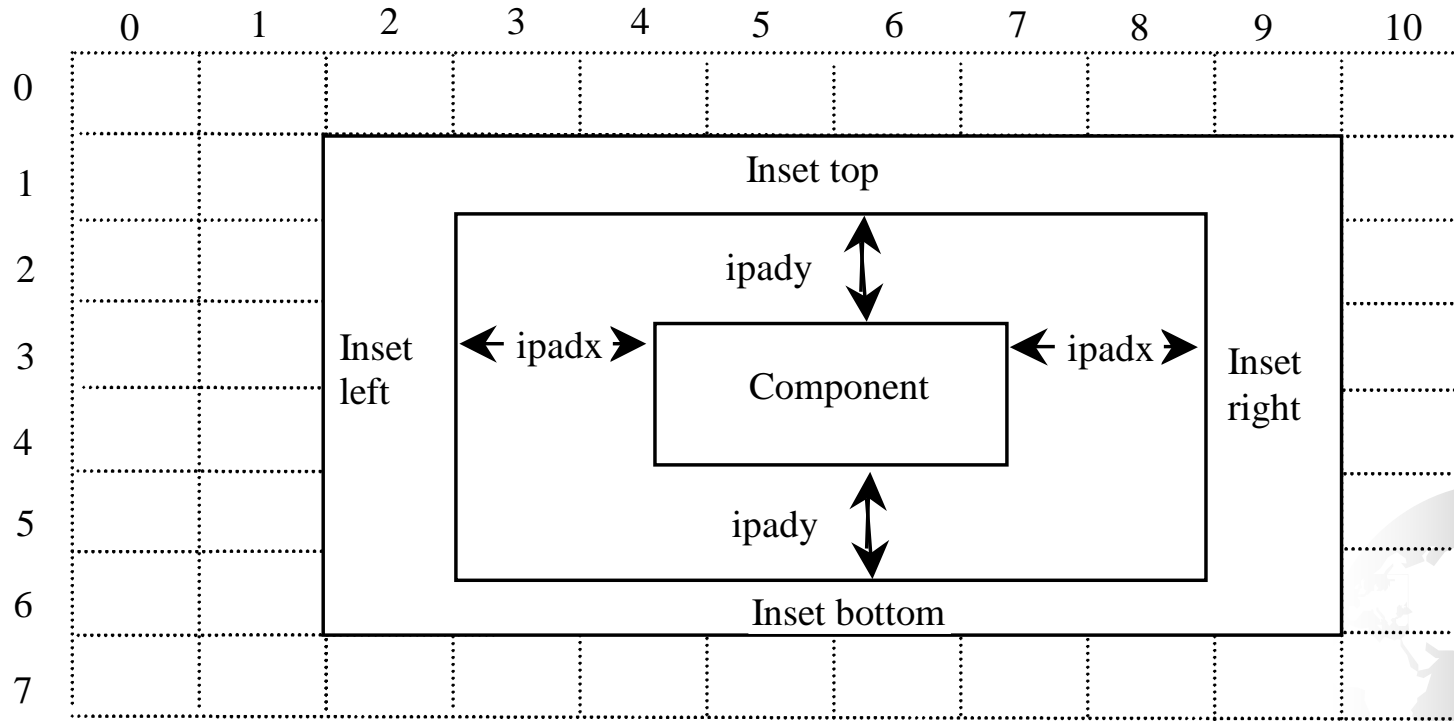 0 1 2 3 4 5 6 7 8 9 10
0
1
Inset top
2
ipady
3
Inset
left
ipadx
ipadx
Component
Inset
right
4
5
ipady
6
Inset bottom
7